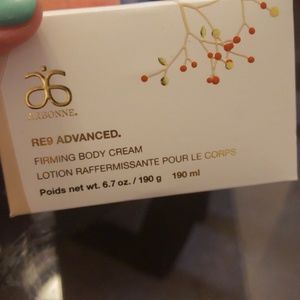 ARBONNE.
RE9 ADVANCED.
FIRMING BODY CREAM
LOTION RAFFERMISSANTE POUR LE CORPS
Poids net wt. 6.7 oz. / 190 g 190 ml